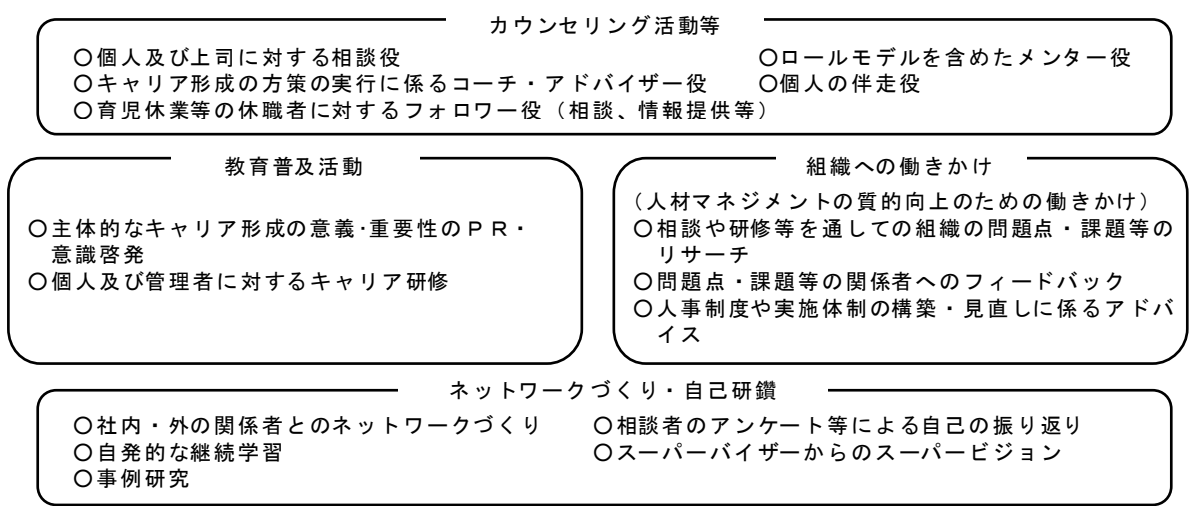 カウンセリング活動等
〇個人及び上司に対する相談役
〇ロールモデルを含めたメンター役
〇キャリア形成の方策の実行に係るコーチ・アドバイザー役
〇個人の伴走役
〇育児休業等の休職者に対するフォロワー役(相談、情報提供等)
教育普及活動
〇主体的なキャリア形成の意義・重要性のPR・
意識啓発
〇個人及び管理者に対するキャリア研修
組織への働きかけ
(人材マネジメントの質的向上のための働きかけ)
〇相談や研修等を通しての組織の問題点・課題等の
リサーチ
〇問題点・課題等の関係者へのフィードバック
〇人事制度や実施体制の構築・見直しに係るアドバ
イス
ネットワークづくり・自己研鑽
〇社内・外の関係者とのネットワークづくり
〇相談者のアンケート等による自己の振り返り
〇自発的な継続学習
〇スーパーバイザーからのスーパービジョン
〇事例研究